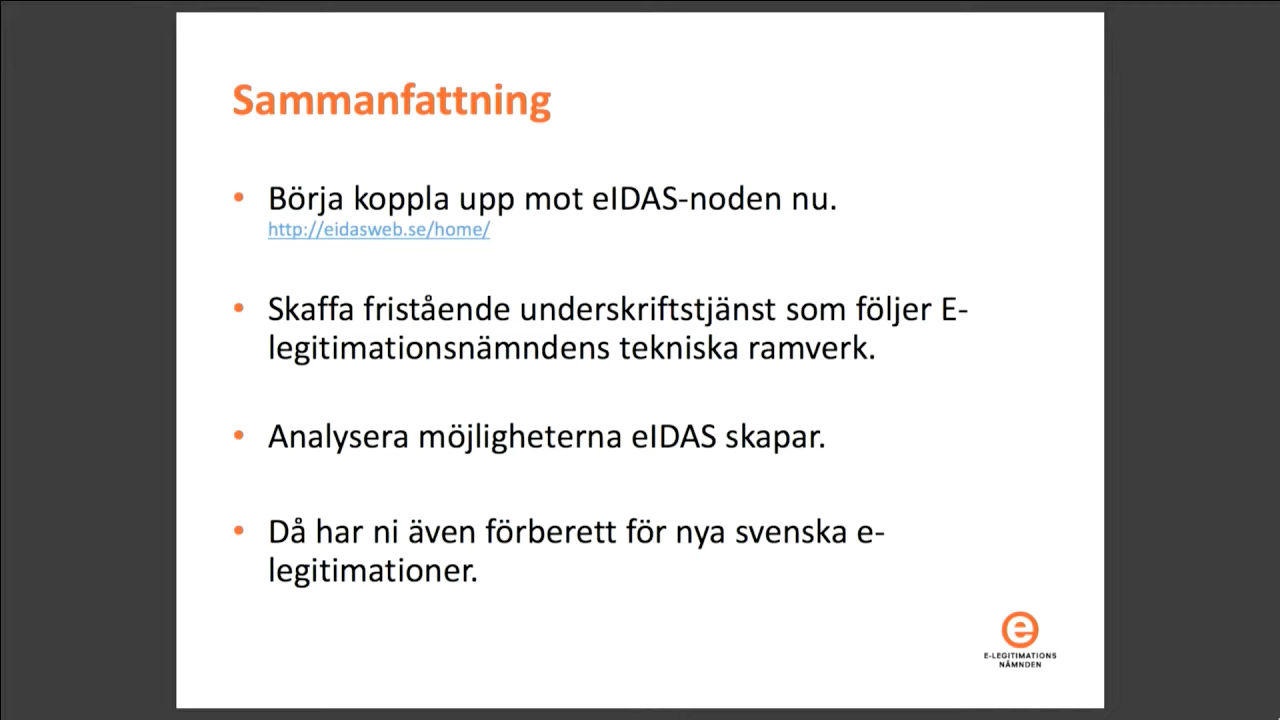 Sammanfattning
• Börja koppla upp mot eIDAS-noden nu.
http://eidasweb.se/home/
• Skaffa fristående underskriftstjänst som följer E-
legitimationsnämndens tekniska ramverk.
• Analysera möjligheterna eIDAS skapar.
• Då har ni även förberett för nya svenska e-
legitimationer.
e
E-LEGITIMATIONS
NÄMNDEN